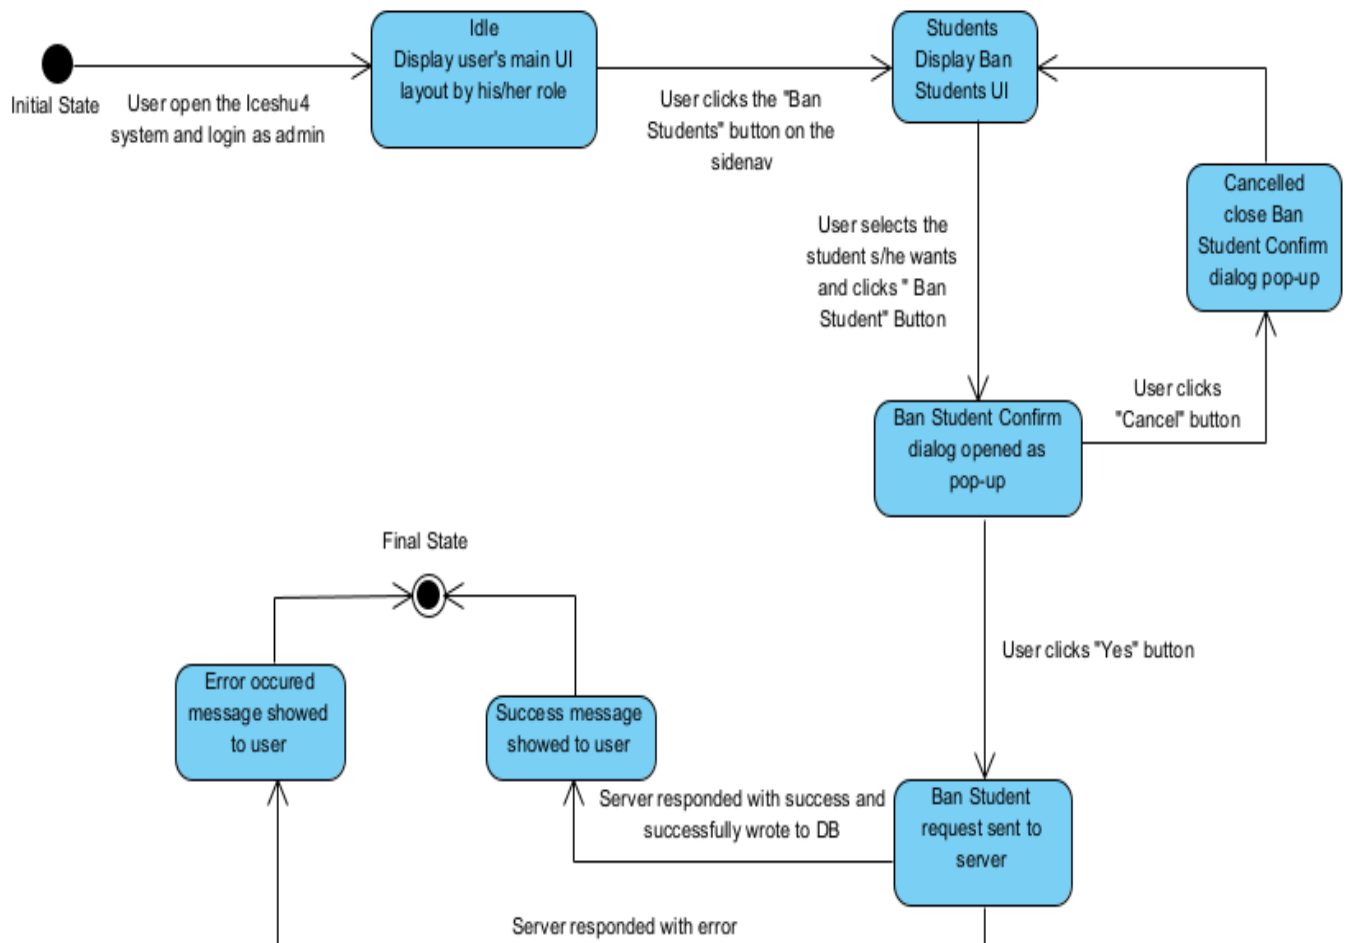 Initial State
User open the Iceshu4
system and login as admin
Idle
Display user's main UI
layout by his/her role
User clicks the "Ban
Students" button on the
sidenav
Students
Display Ban
Students UI
Cancelled
close Ban
Student Confirm
dialog pop-up
User selects the
student s/he wants
and clicks " Ban
Student" Button
User clicks
"Cancel" button
Ban Student Confirm
dialog opened as
pop-up
Final State
User clicks "Yes" button
Error occured
message showed
to user
Success message
showed to user
Server responded with success and
successfully wrote to DB
Ban Student
request sent to
server
Server responded with error